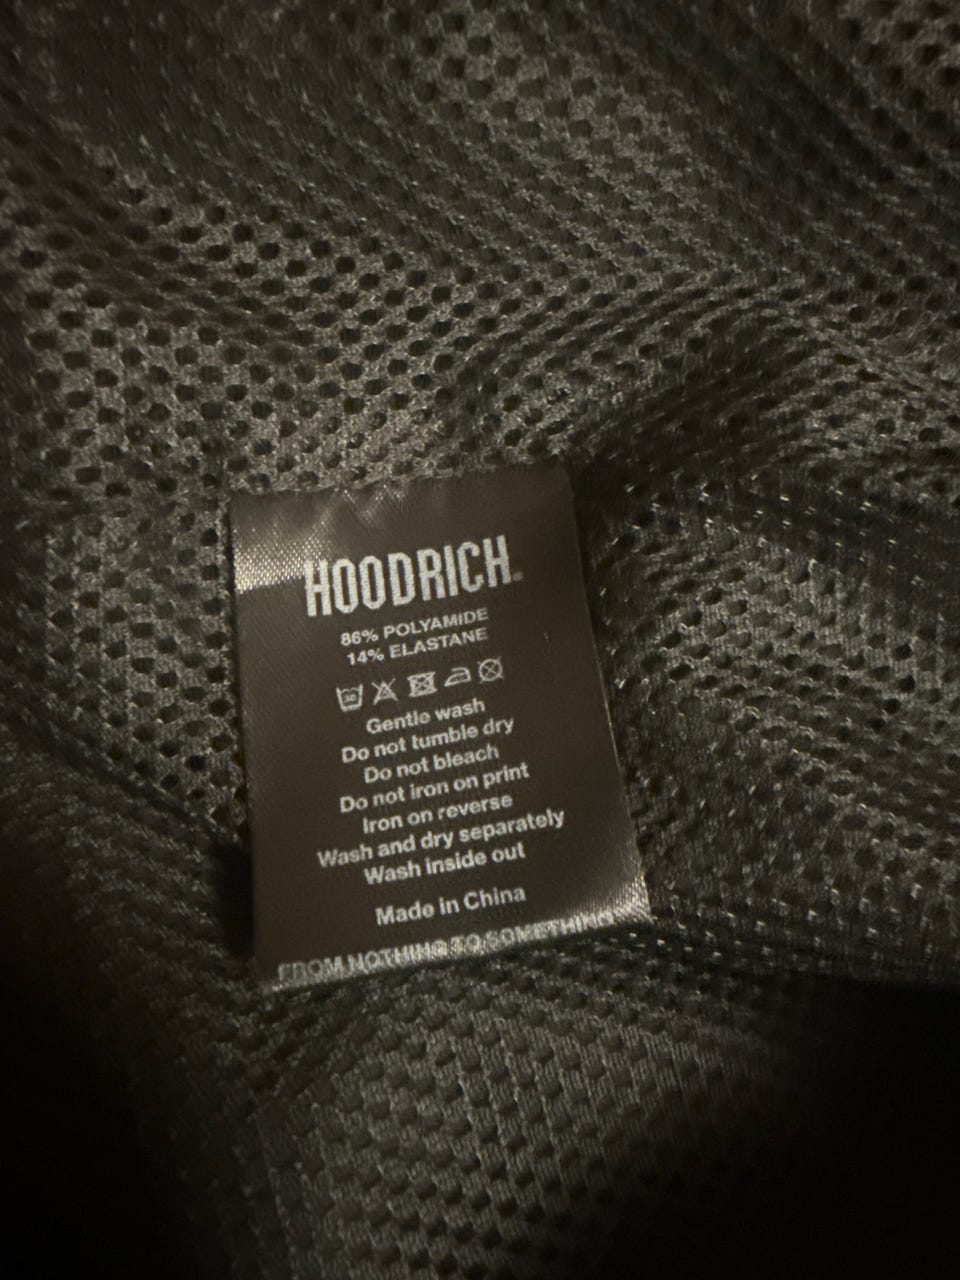 HOODRICH.
86% POLYAMIDE
14% ELASTANE
30
Gentle wash
Do not tumble dry
Do not bleach
Do not iron on print
Iron on reverse
Wash and dry separately
Wash inside out
Made in China
FROM NOTHING TO SOMETHING